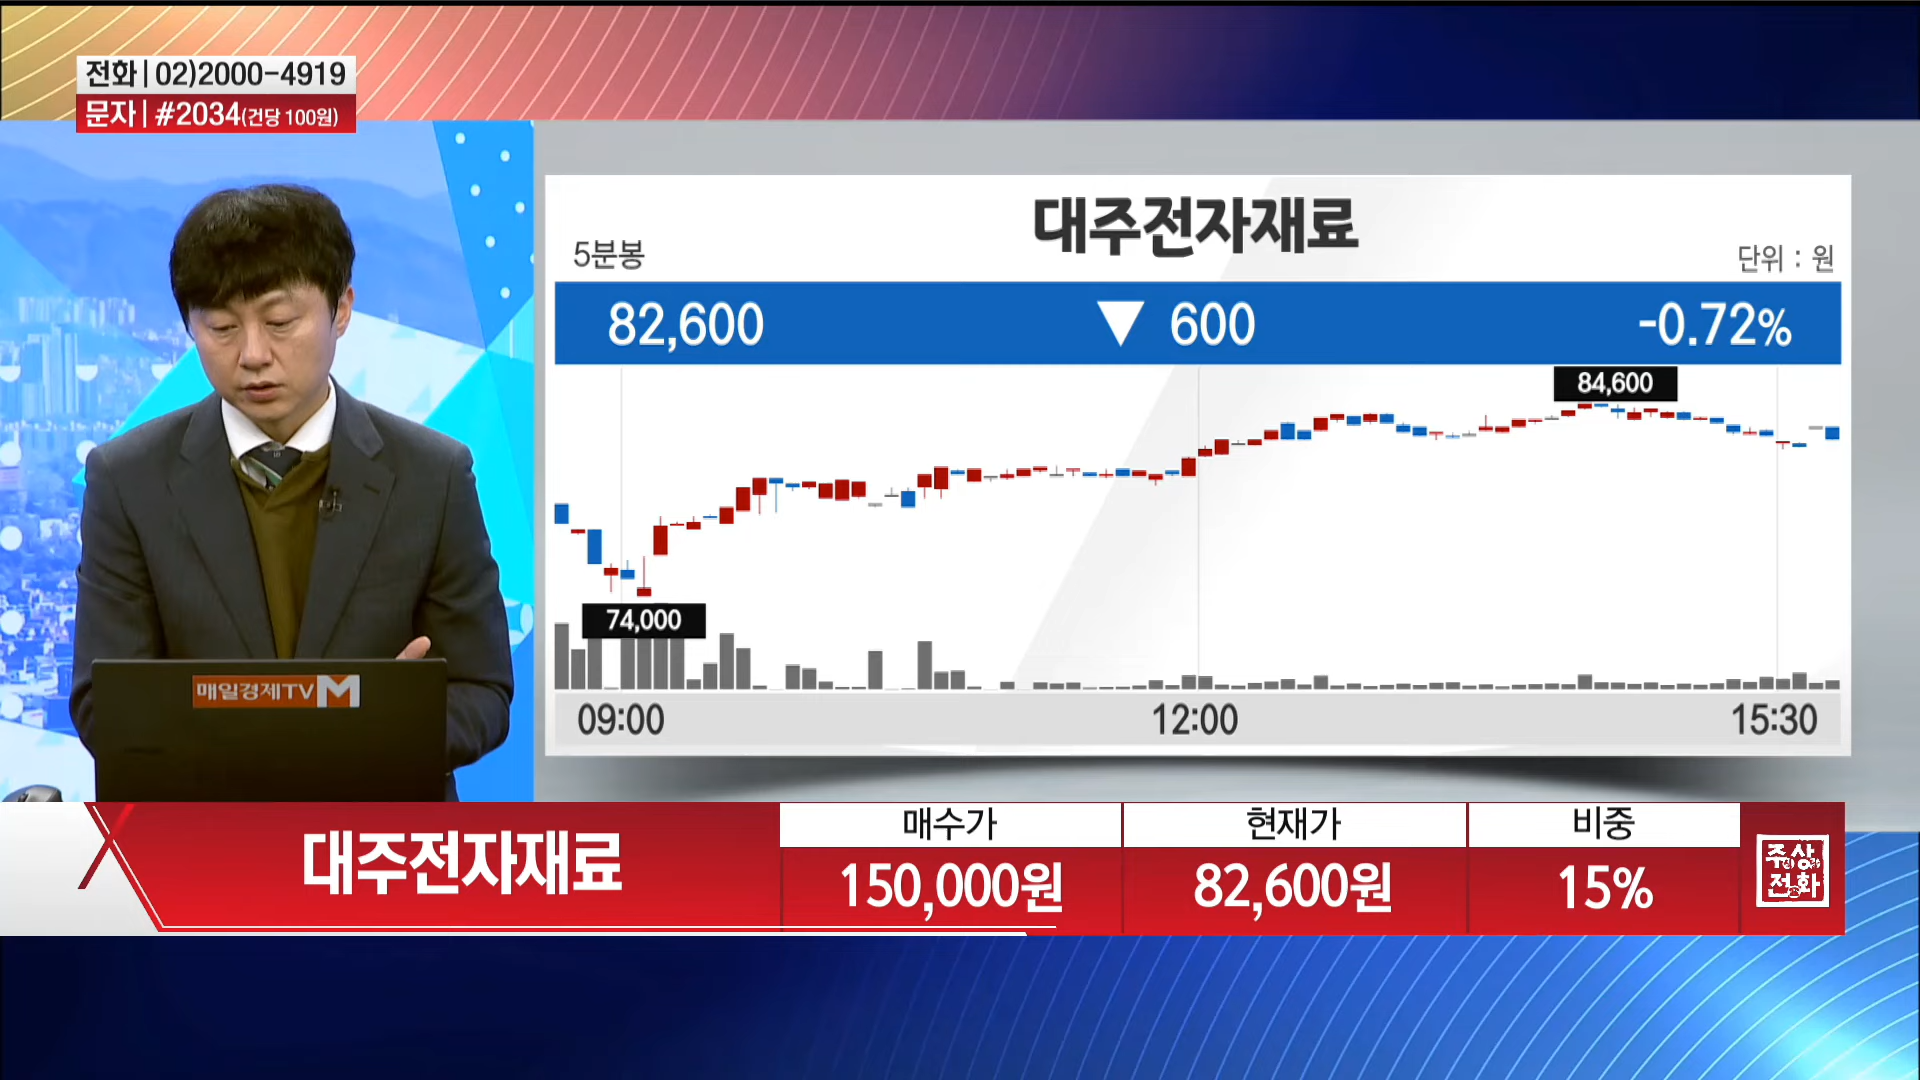 전화 | 02)2000-4919
문자 | #2034(건당 100원)
대주전자재료
5분봉
단위 : 원
82,600 ▼ 600 -0.72%
84,600
74,000
09:00 12:00 15:30
매일경제TV M
대주전자재료
매수가 현재가 비중
150,000원 82,600원 15%
주상
전화